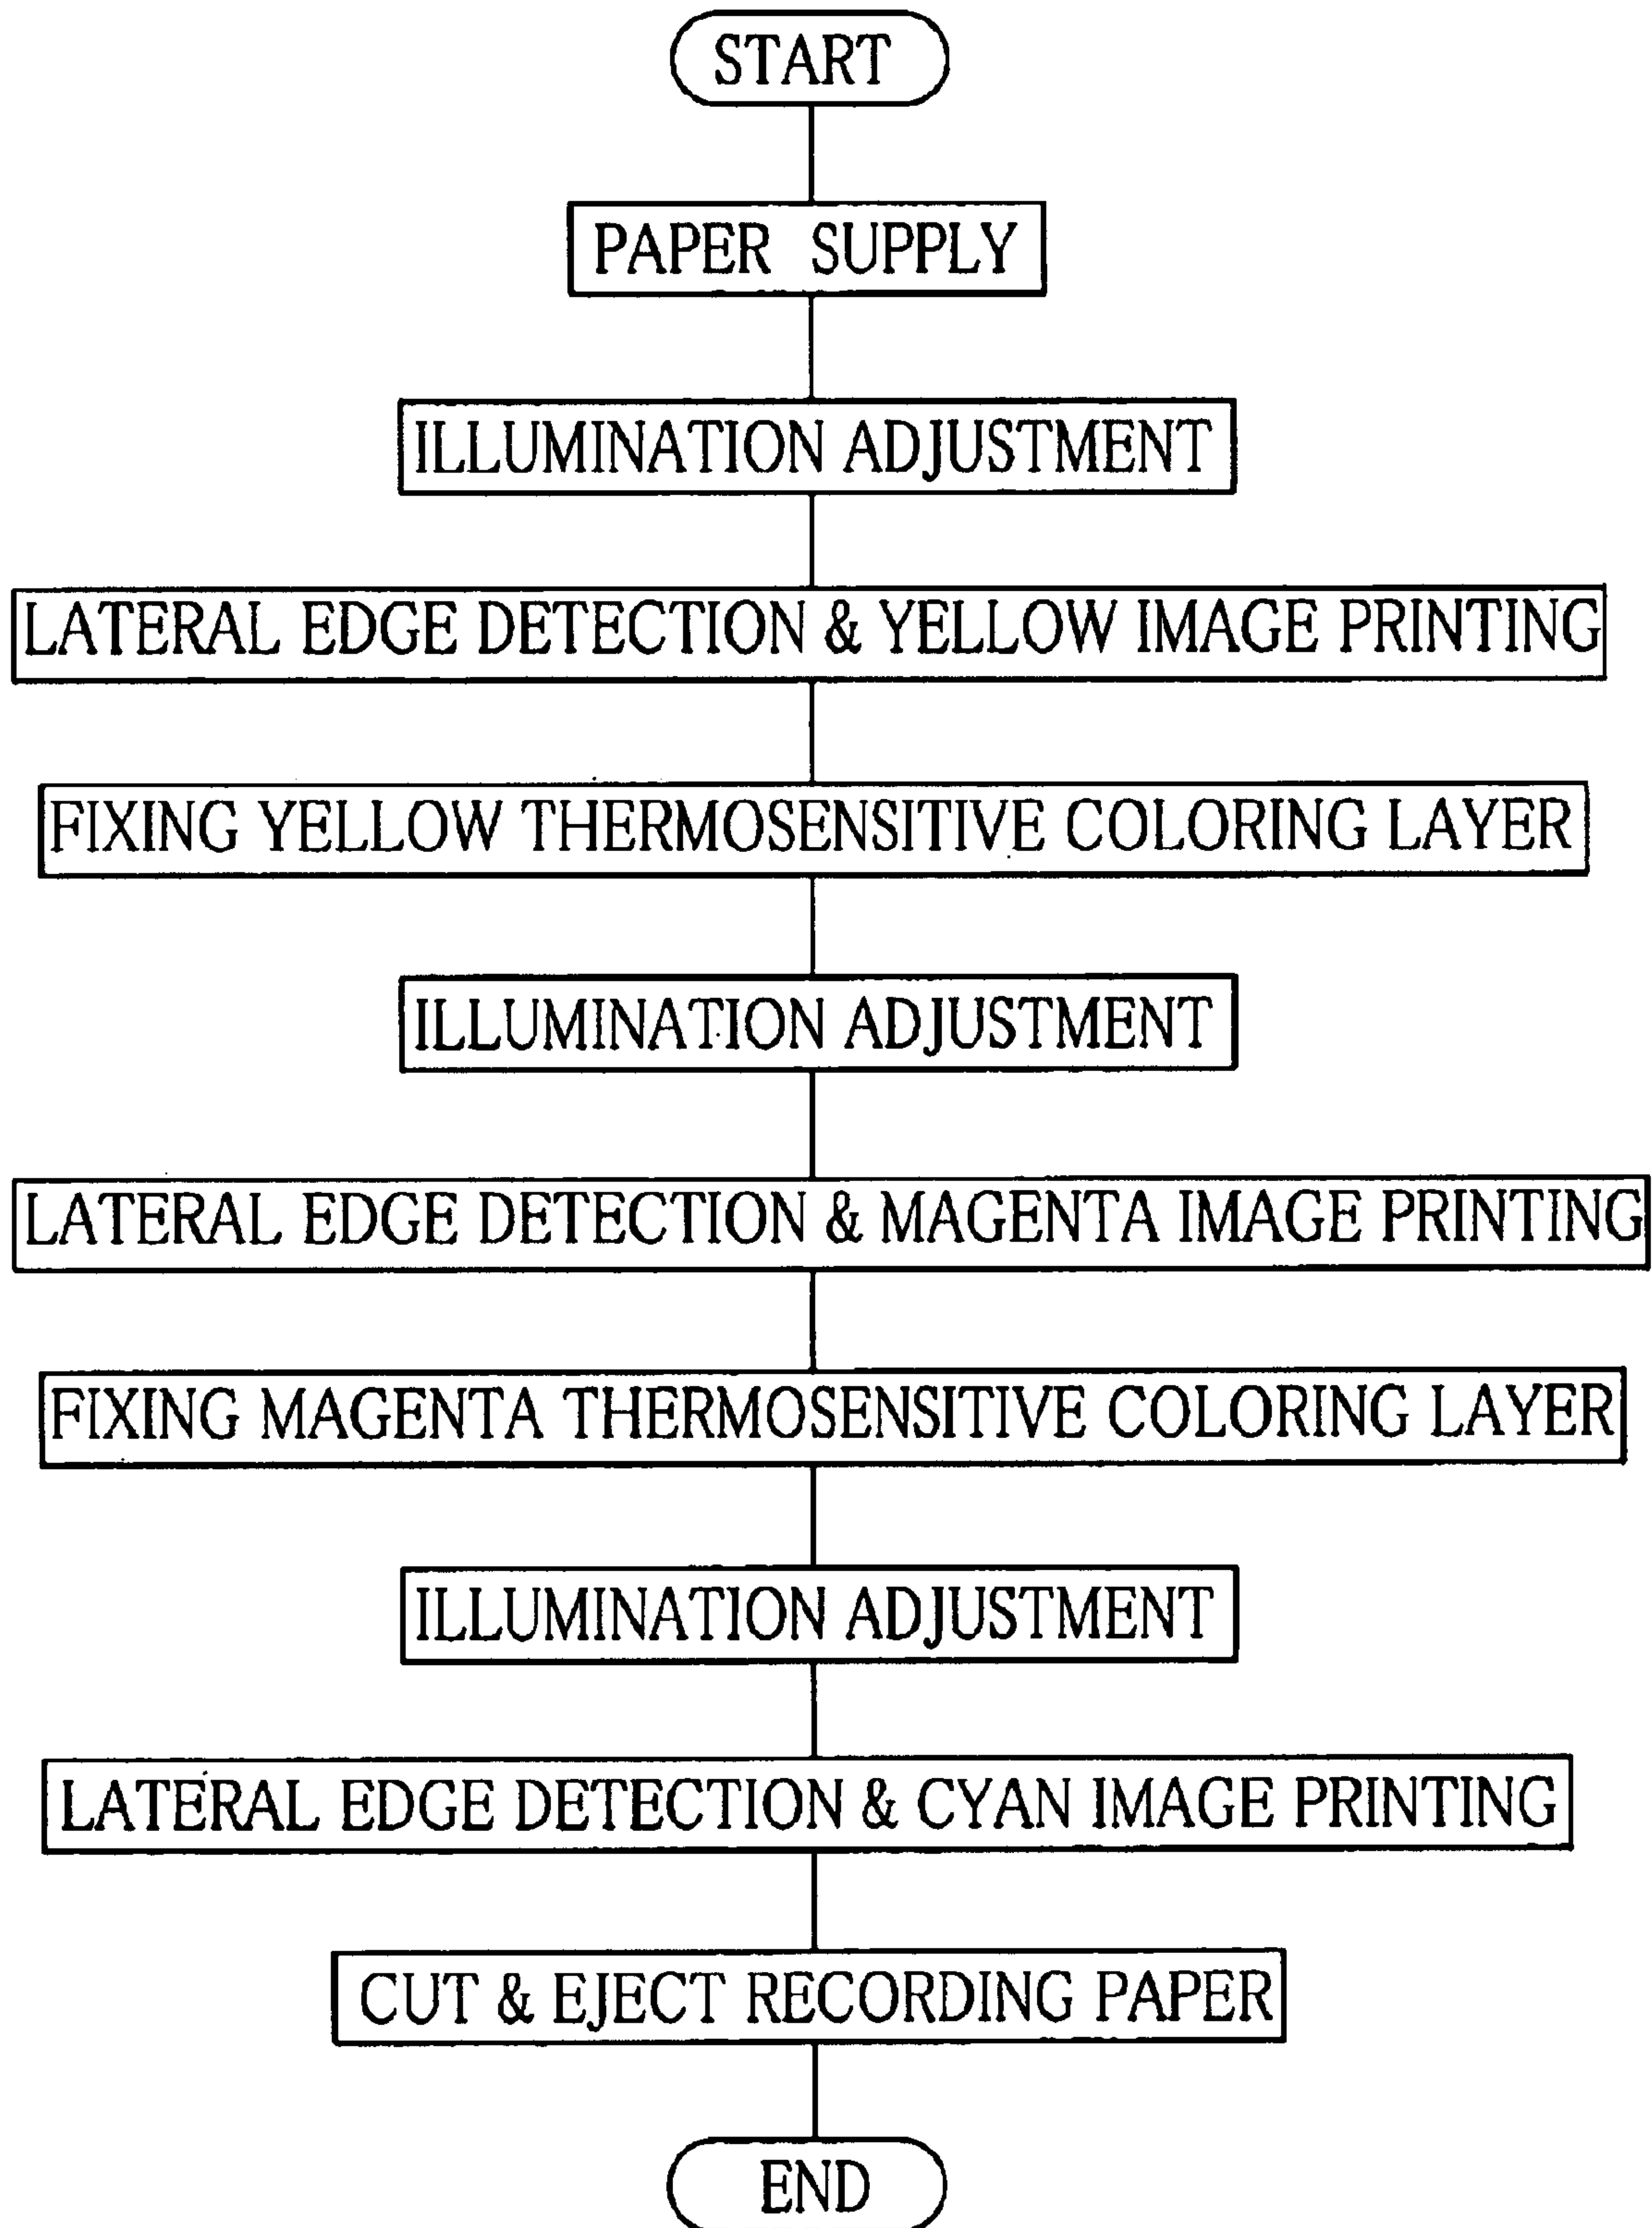 START
PAPER SUPPLY
ILLUMINATION ADJUSTMENT
LATERAL EDGE DETECTION & YELLOW IMAGE PRINTING
FIXING YELLOW THERMOSENSITIVE COLORING LAYER
ILLUMINATION ADJUSTMENT
LATERAL EDGE DETECTION & MAGENTA IMAGE PRINTING
FIXING MAGENTA THERMOSENSITIVE COLORING LAYER
ILLUMINATION ADJUSTMENT
LATERAL EDGE DETECTION & CYAN IMAGE PRINTING
CUT & EJECT RECORDING PAPER
END